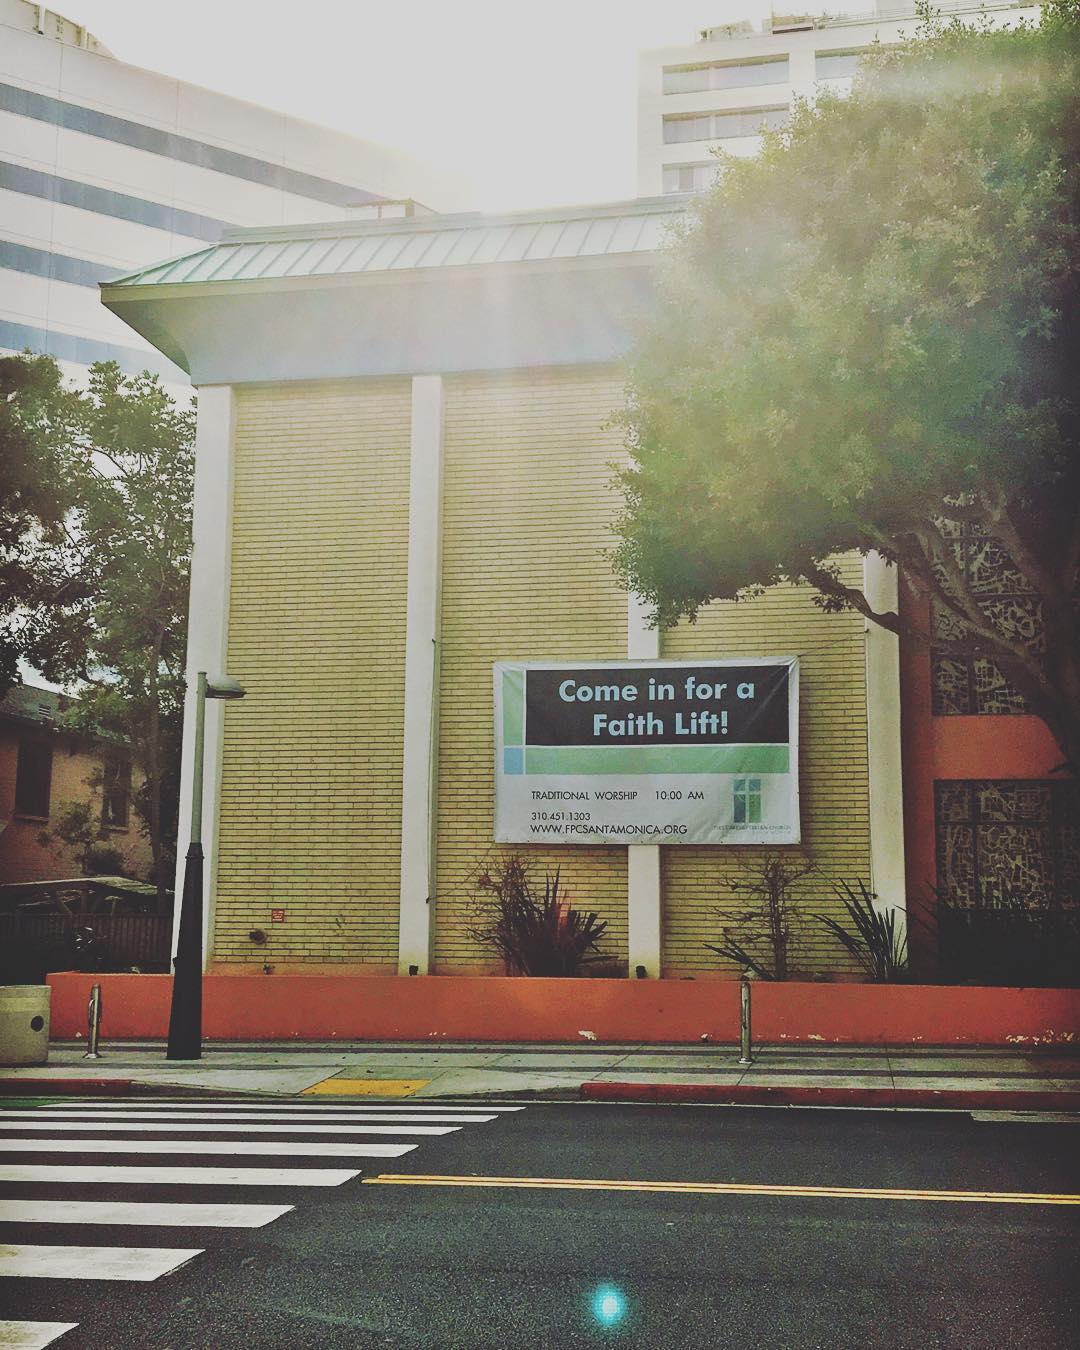 Come in for a
Faith Lift!
TRADITIONAL WORSHIP 10:00 AM
310.451.1303
WWW.FPCSANTAMONICA.ORG